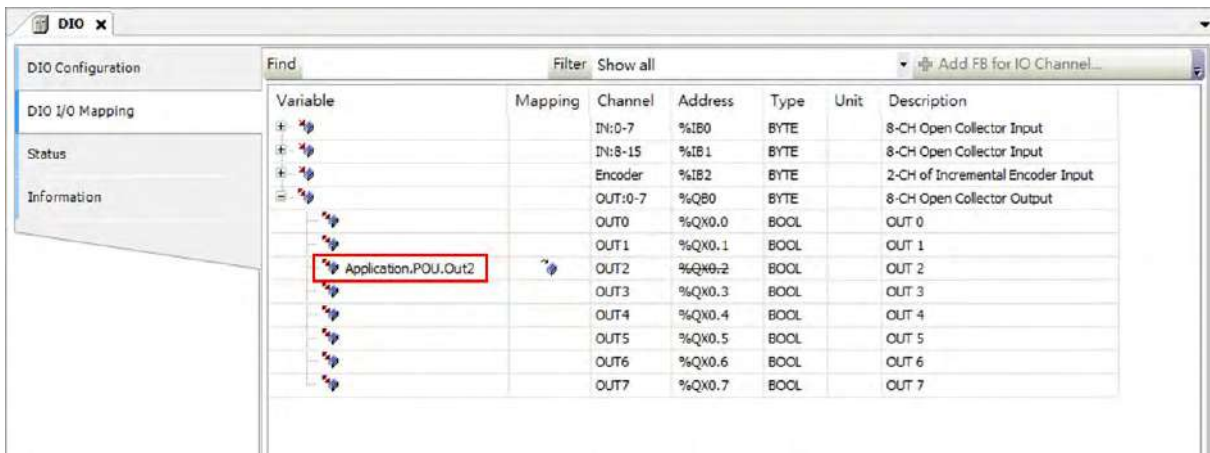 DIO X
DIO Configuration
DIO I/O Mapping
Status
Information
Find Filter Show all Add FB for IO Channel...
Variable Mapping Channel Address Type Unit Description
IN:0-7 %IB0 BYTE 8-CH Open Collector Input
IN:8-15 %IB1 BYTE 8-CH Open Collector Input
Encoder %IB2 BYTE 2-CH of Incremental Encoder Input
OUT:0-7 %QB0 BYTE 8-CH Open Collector Output
OUT0 %QX0.0 BOOL OUT 0
OUT1 %QX0.1 BOOL OUT 1
Application.POU.Out2 OUT2 %QX0.2 BOOL OUT 2
OUT3 %QX0.3 BOOL OUT 3
OUT4 %QX0.4 BOOL OUT 4
OUT5 %QX0.5 BOOL OUT 5
OUT6 %QX0.6 BOOL OUT 6
OUT7 %QX0.7 BOOL OUT 7